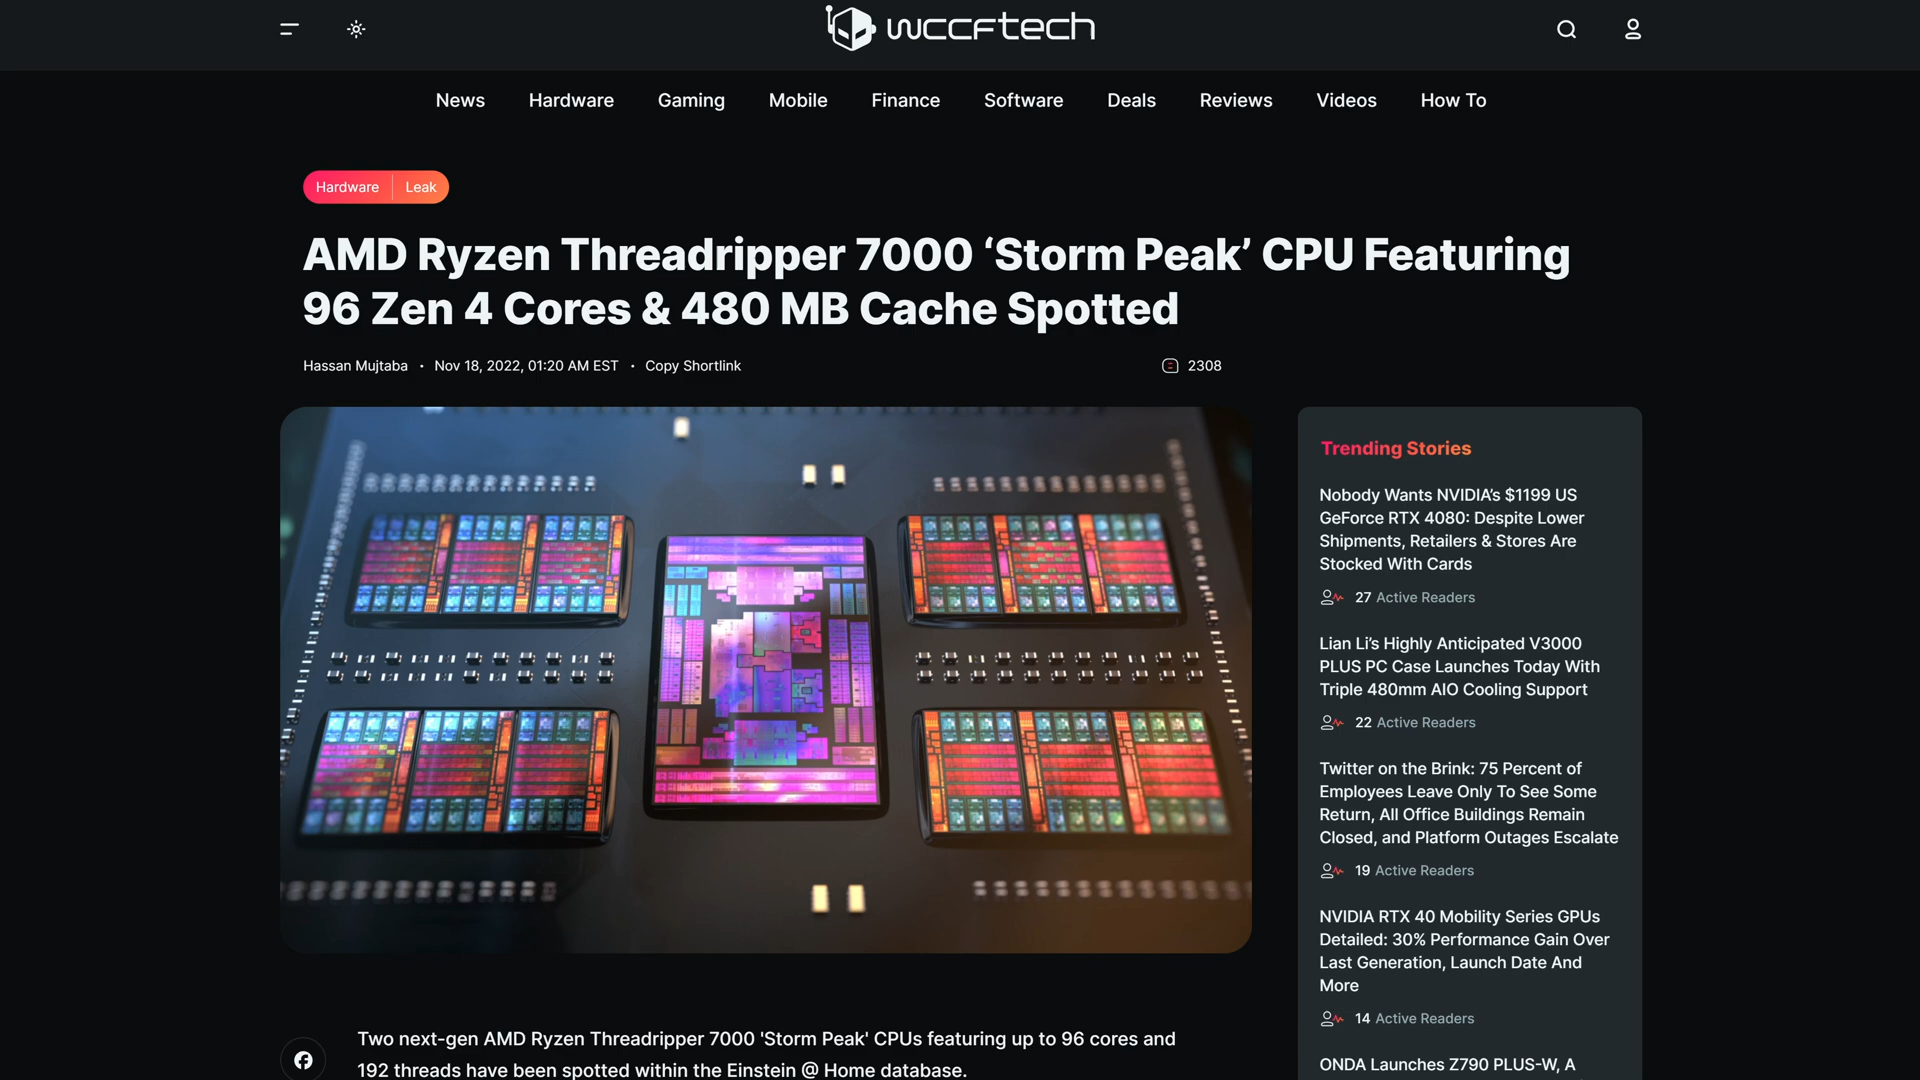 wccftech
News Hardware Gaming Mobile Finance Software Deals Reviews Videos How To
Hardware Leak
AMD Ryzen Threadripper 7000 ‘Storm Peak’ CPU Featuring
96 Zen 4 Cores & 480 MB Cache Spotted
Hassan Mujtaba • Nov 18, 2022, 01:20 AM EST • Copy Shortlink
2308
Trending Stories
Nobody Wants NVIDIA’s $1199 US
GeForce RTX 4080: Despite Lower
Shipments, Retailers & Stores Are
Stocked With Cards
27 Active Readers
Lian Li’s Highly Anticipated V3000
PLUS PC Case Launches Today With
Triple 480mm AIO Cooling Support
22 Active Readers
Twitter on the Brink: 75 Percent of
Employees Leave Only To See Some
Return, All Office Buildings Remain
Closed, and Platform Outages Escalate
19 Active Readers
NVIDIA RTX 40 Mobility Series GPUs
Detailed: 30% Performance Gain Over
Last Generation, Launch Date And
More
14 Active Readers
ONDA Launches Z790 PLUS-W, A
Two next-gen AMD Ryzen Threadripper 7000 'Storm Peak' CPUs featuring up to 96 cores and
192 threads have been spotted within the Einstein @ Home database.